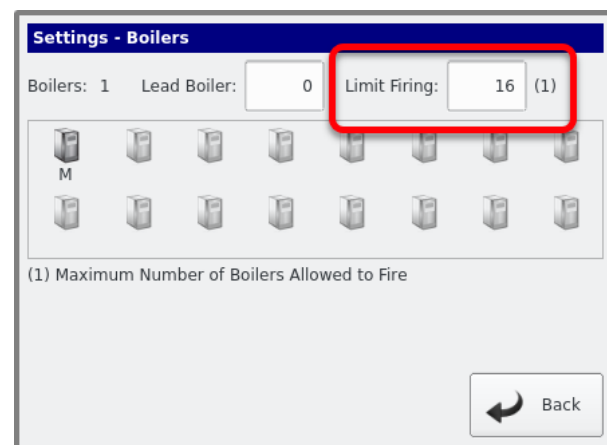 Settings - Boilers
Boilers: 1 Lead Boiler: 0 Limit Firing: 16 (1)
M
(1) Maximum Number of Boilers Allowed to Fire
Back